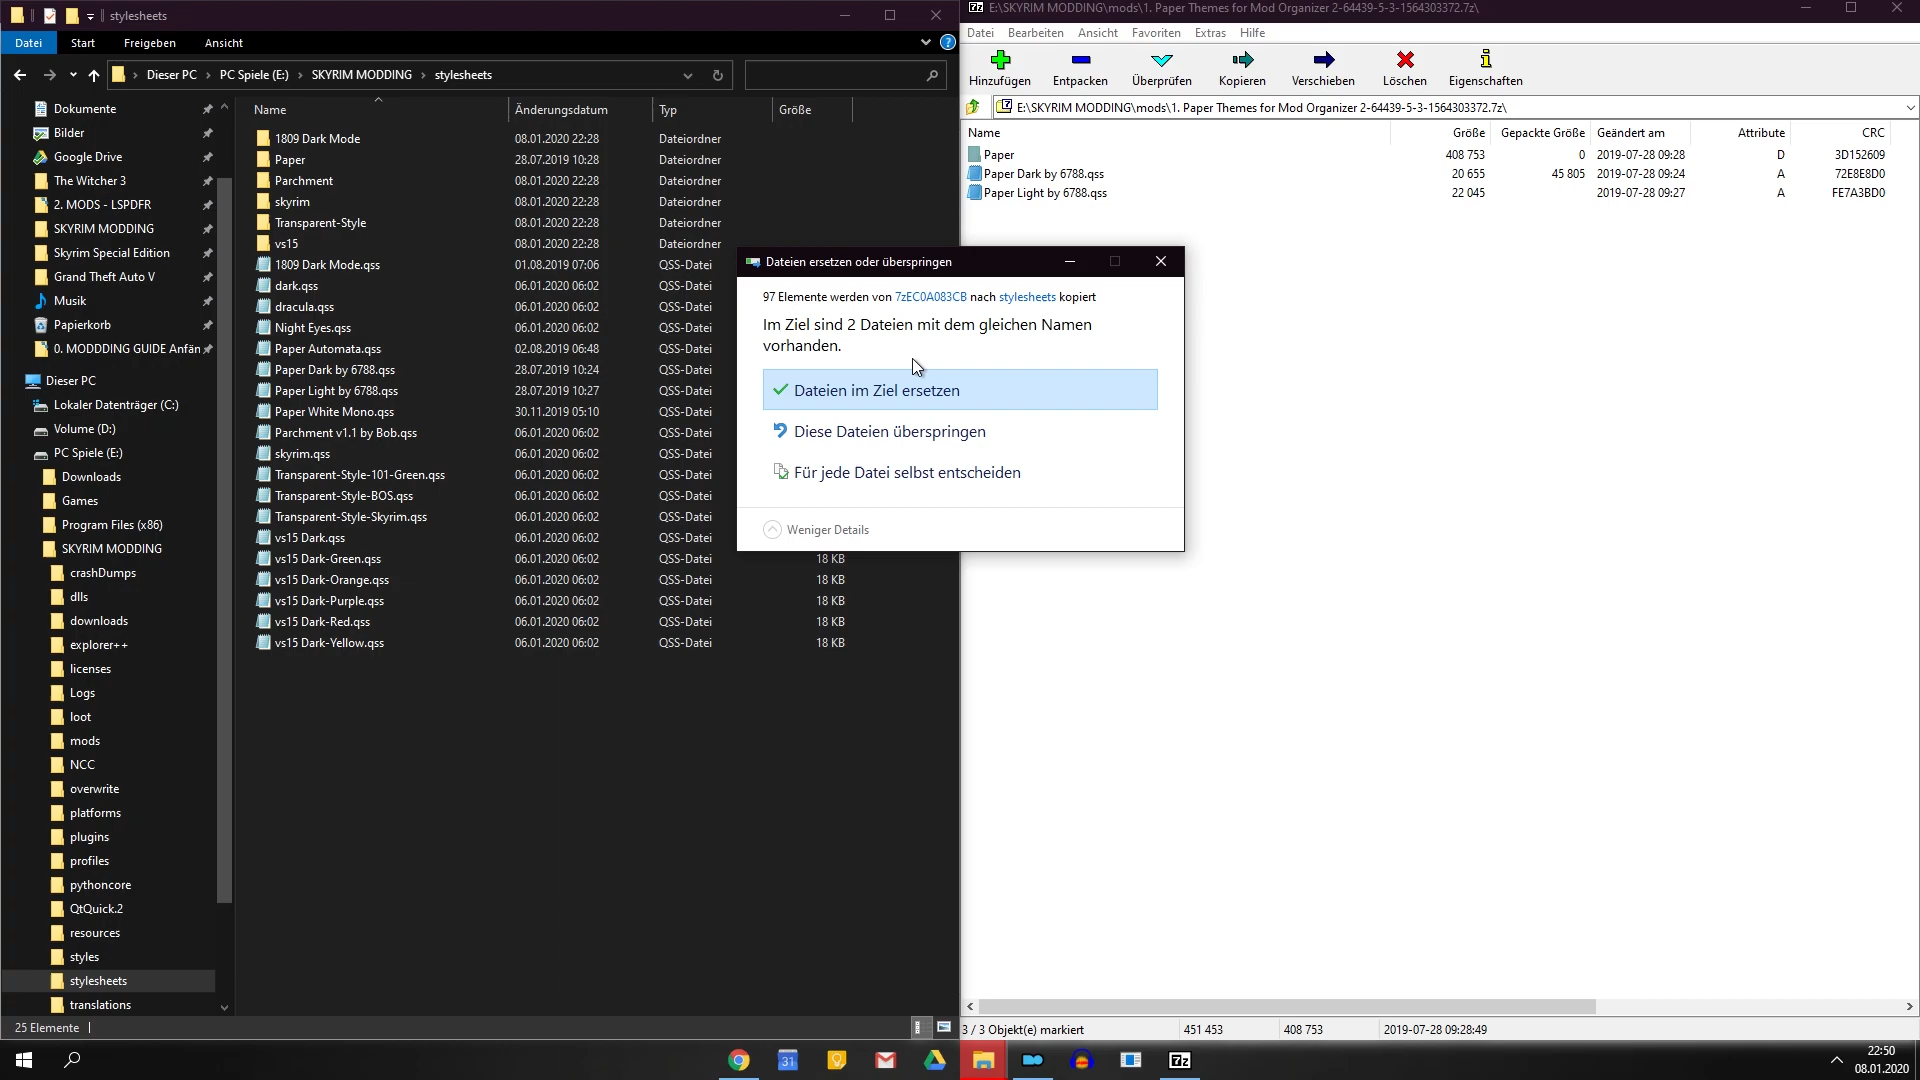 stylesheets
Datei Start Freigeben Ansicht
Dieser PC PC Spiele (E:) SKYRIM MODDING stylesheets
Dokumente
Bilder
Google Drive
The Witcher 3
2. MODS - LSPDFR
SKYRIM MODDING
Skyrim Special Edition
Grand Theft Auto V
Musik
Papierkorb
0. MODDDING GUIDE Anfän
Dieser PC
Lokaler Datenträger (C:)
Volume (D:)
PC Spiele (E:)
Downloads
Games
Program Files (x86)
SKYRIM MODDING
crashDumps
dlls
downloads
explorer++
licenses
Logs
loot
mods
NCC
overwrite
platforms
plugins
profiles
pythoncore
QtQuick.2
resources
styles
stylesheets
translations
Name Änderungsdatum Typ Größe
1809 Dark Mode 08.01.2020 22:28 Dateiordner
Paper 28.07.2019 10:28 Dateiordner
Parchment 08.01.2020 22:28 Dateiordner
skyrim 08.01.2020 22:28 Dateiordner
Transparent-Style 08.01.2020 22:28 Dateiordner
vs15 08.01.2020 22:28 Dateiordner
1809 Dark Mode.qss 01.08.2019 07:06 QSS-Datei
dark.qss 06.01.2020 06:02 QSS-Datei
dracula.qss 06.01.2020 06:02 QSS-Datei
Night Eyes.qss 06.01.2020 06:02 QSS-Datei
Paper Automata.qss 02.08.2019 06:48 QSS-Datei
Paper Dark by 6788.qss 28.07.2019 10:24 QSS-Datei
Paper Light by 6788.qss 28.07.2019 10:27 QSS-Datei
Paper White Mono.qss 30.11.2019 05:10 QSS-Datei
Parchment v1.1 by Bob.qss 06.01.2020 06:02 QSS-Datei
skyrim.qss 06.01.2020 06:02 QSS-Datei
Transparent-Style-101-Green.qss 06.01.2020 06:02 QSS-Datei
Transparent-Style-BOS.qss 06.01.2020 06:02 QSS-Datei
Transparent-Style-Skyrim.qss 06.01.2020 06:02 QSS-Datei
vs15 Dark.qss 06.01.2020 06:02 QSS-Datei
vs15 Dark-Green.qss 06.01.2020 06:02 QSS-Datei 18 KB
vs15 Dark-Orange.qss 06.01.2020 06:02 QSS-Datei 18 KB
vs15 Dark-Purple.qss 06.01.2020 06:02 QSS-Datei 18 KB
vs15 Dark-Red.qss 06.01.2020 06:02 QSS-Datei 18 KB
vs15 Dark-Yellow.qss 06.01.2020 06:02 QSS-Datei 18 KB
25 Elemente
7z E:\SKYRIM MODDING\mods\1. Paper Themes for Mod Organizer 2-64439-5-3-1564303372.7z\
Datei Bearbeiten Ansicht Favoriten Extras Hilfe
Hinzufügen Entpacken Überprüfen Kopieren Verschieben Löschen Eigenschaften
E:\SKYRIM MODDING\mods\1. Paper Themes for Mod Organizer 2-64439-5-3-1564303372.7z\
Name Größe Gepackte Größe Geändert am Attribute CRC
Paper 408 753 0 2019-07-28 09:28 D 3D152609
Paper Dark by 6788.qss 20 655 45 805 2019-07-28 09:24 A 72E8E8D0
Paper Light by 6788.qss 22 045 2019-07-28 09:27 A FE7A3BD0
Dateien ersetzen oder überspringen
97 Elemente werden von 7zEC0A083CB nach stylesheets kopiert
Im Ziel sind 2 Dateien mit dem gleichen Namen
vorhanden.
Dateien im Ziel ersetzen
Diese Dateien überspringen
Für jede Datei selbst entscheiden
Weniger Details
3 / 3 Objekt(e) markiert 451 453 408 753 2019-07-28 09:28:49
31
7z
22:50
08.01.2020